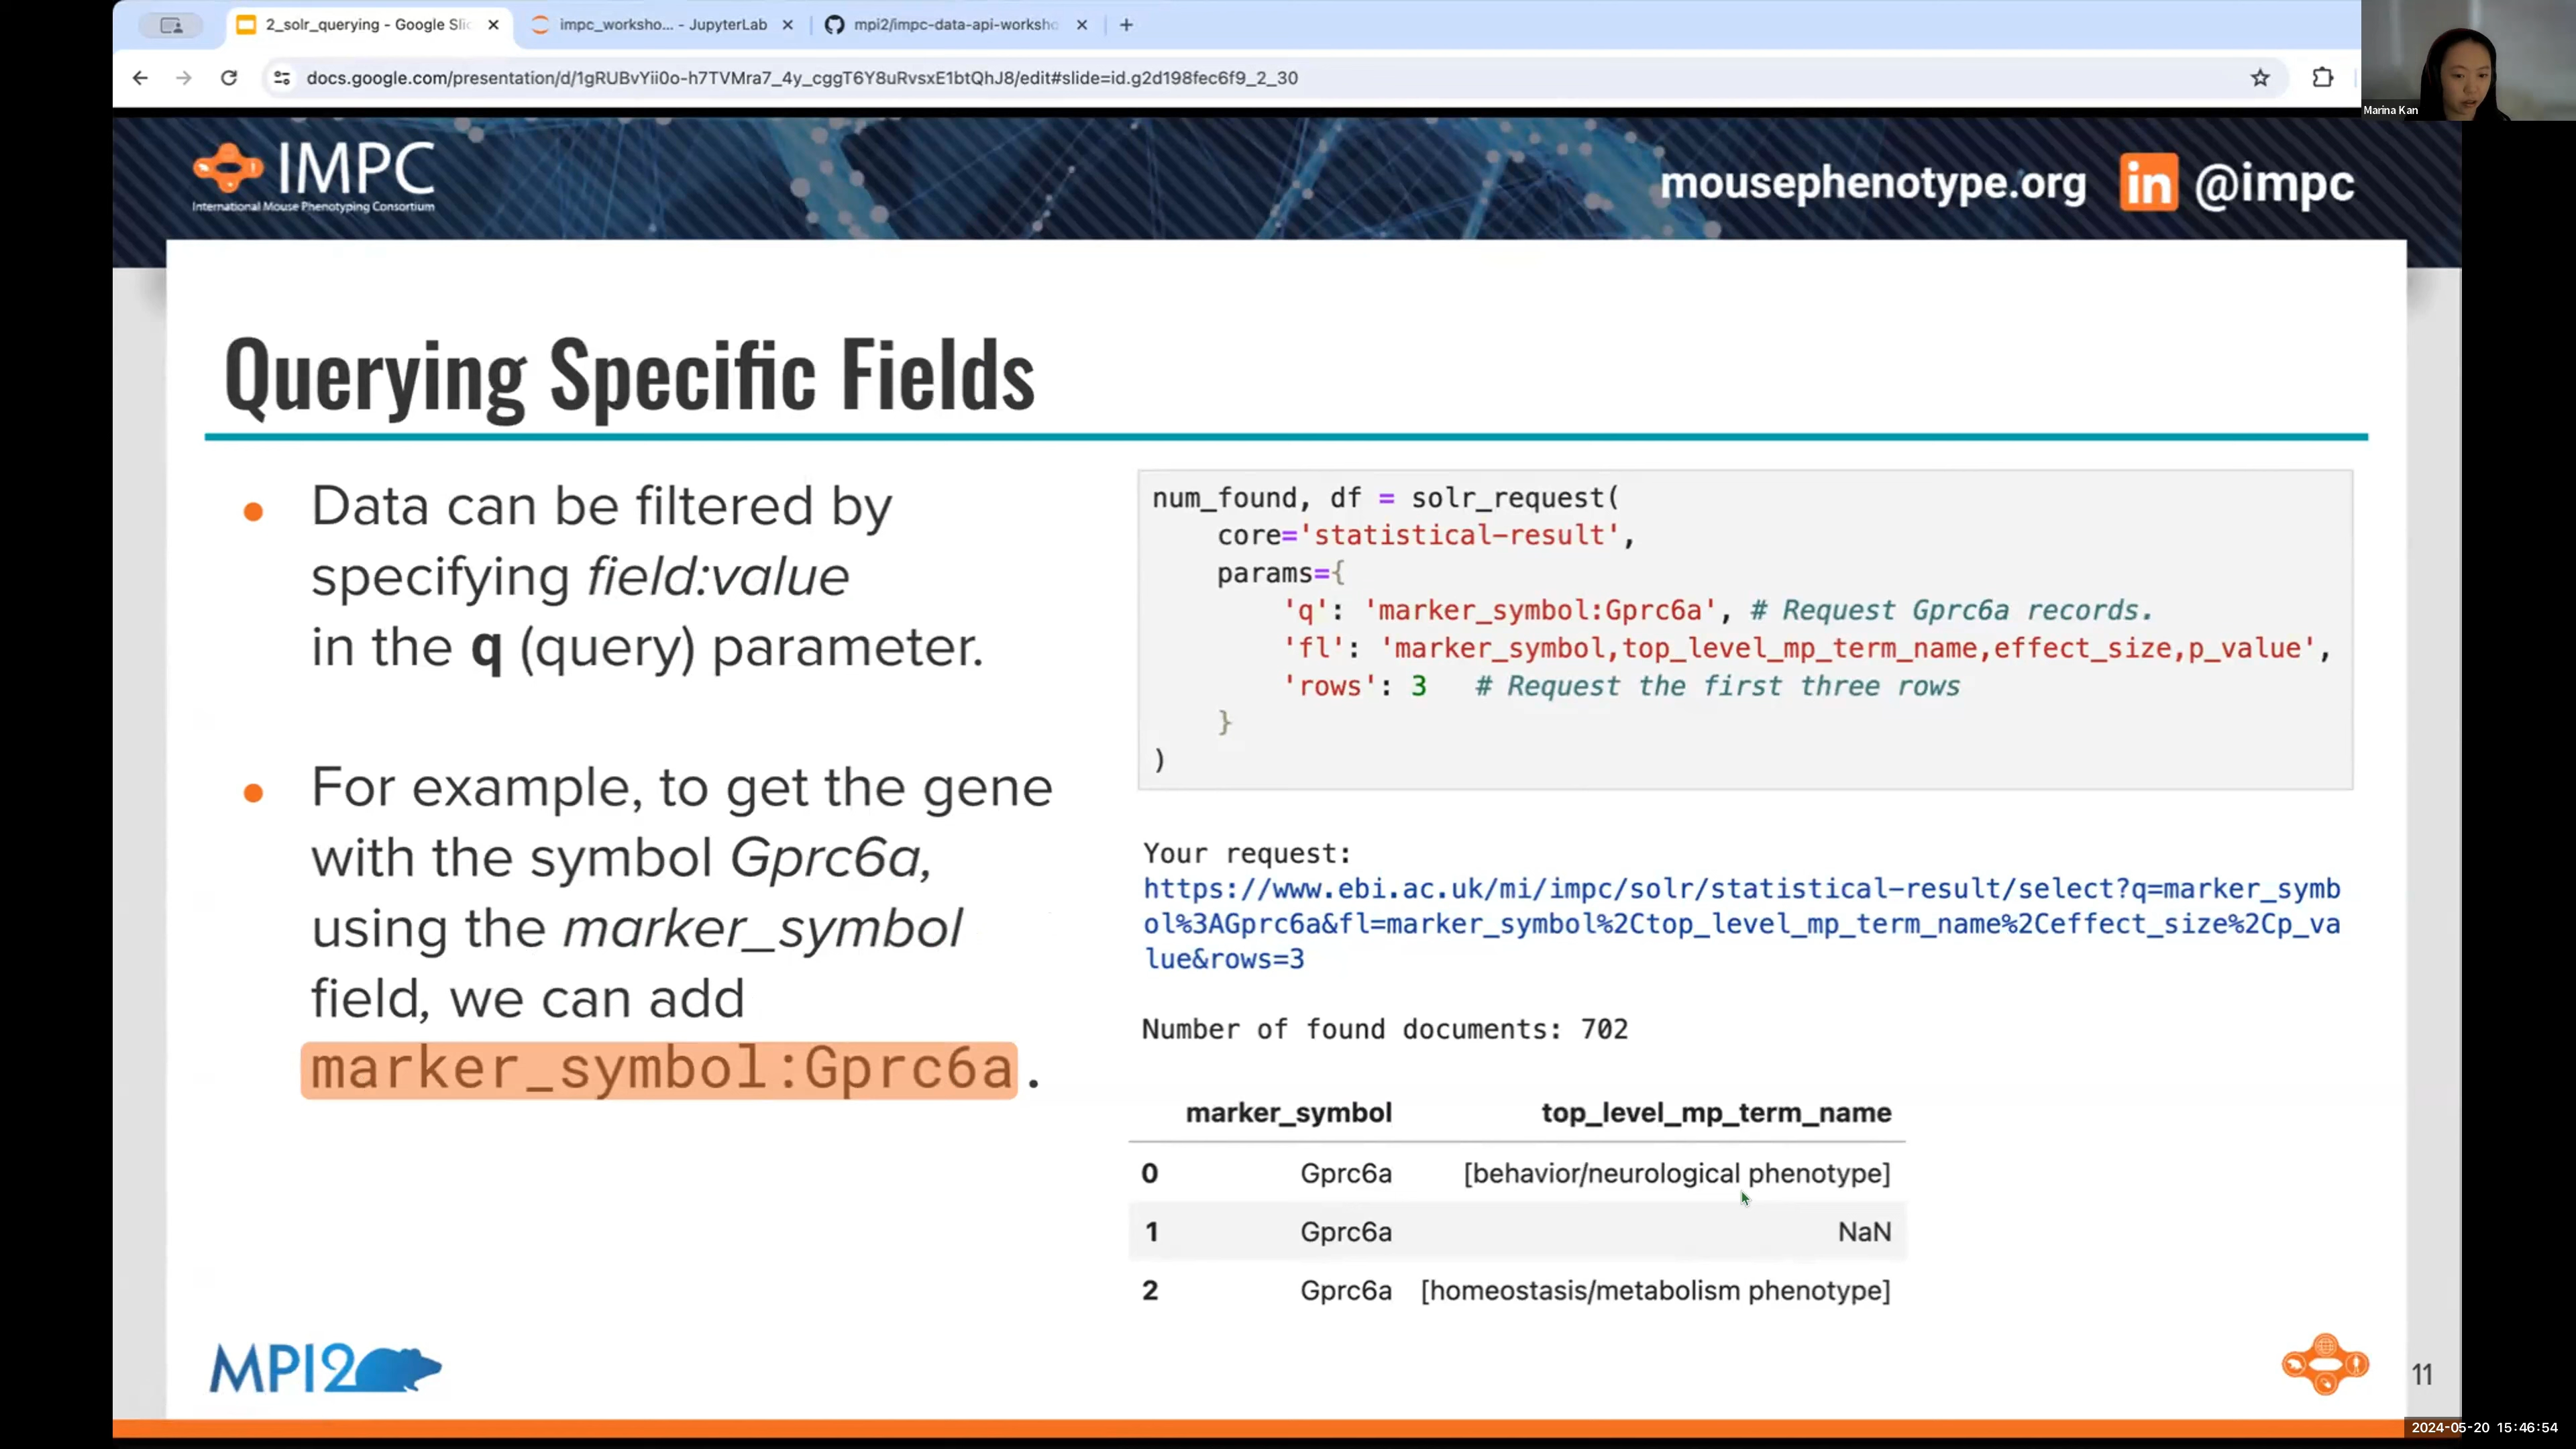 2_solr_querying - Google Slic
impc_worksho... - JupyterLab
mpi2/impc-data-api-worksho
docs.google.com/presentation/d/1gRUBvYii0o-h7TVMra7_4y_cggT6Y8uRvsxE1btQhJ8/edit#slide=id.g2d198fec6f9_2_30
Marina Kan
IMPC
International Mouse Phenotyping Consortium
mousephenotype.org in @impc
Querying Specific Fields
• Data can be filtered by
specifying field:value
in the q (query) parameter.
• For example, to get the gene
with the symbol Gprc6a,
using the marker_symbol
field, we can add
marker_symbol:Gprc6a.
num_found, df = solr_request(
core='statistical-result',
params={
'q': 'marker_symbol:Gprc6a', # Request Gprc6a records.
'fl': 'marker_symbol,top_level_mp_term_name,effect_size,p_value',
'rows': 3 # Request the first three rows
}
)
Your request:
https://www.ebi.ac.uk/mi/impc/solr/statistical-result/select?q=marker_symb
ol%3AGprc6a&fl=marker_symbol%2Ctop_level_mp_term_name%2Ceffect_size%2Cp_va
lue&rows=3
Number of found documents: 702
marker_symbol top_level_mp_term_name
0 Gprc6a [behavior/neurological phenotype]
1 Gprc6a NaN
2 Gprc6a [homeostasis/metabolism phenotype]
MPI2
11
2024-05-20 15:46:54